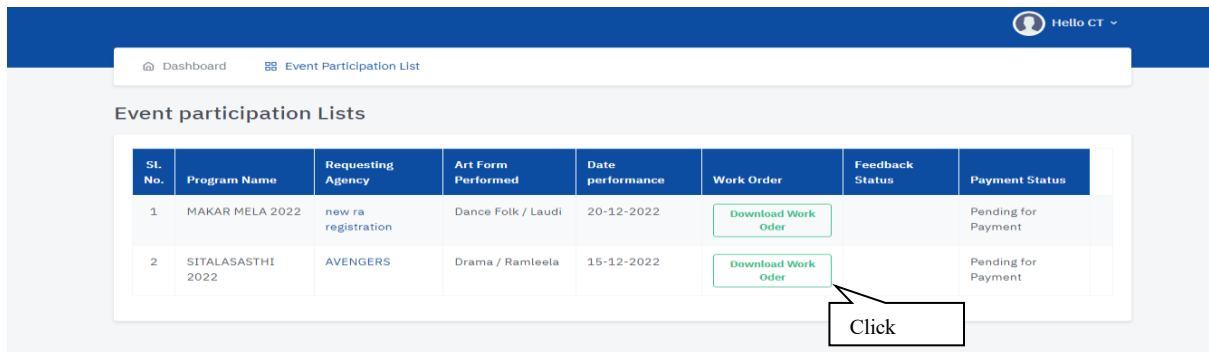 Hello CT
Dashboard Event Participation List
Event participation Lists
SL. No. Program Name Requesting Agency Art Form Performed Date performance Work Order Feedback Status Payment Status
1 MAKAR MELA 2022 new ra registration Dance Folk / Laudi 20-12-2022 Download Work Oder Pending for Payment
2 SITALASASTHI 2022 AVENGERS Drama / Ramleela 15-12-2022 Download Work Oder Pending for Payment
Click